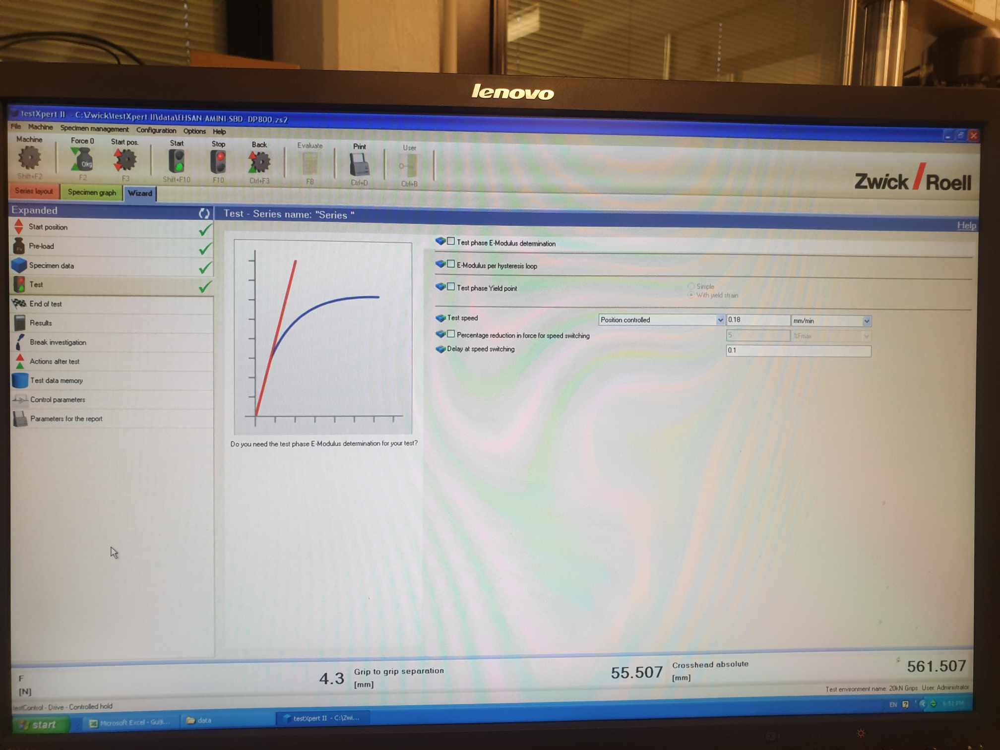 lenovo
testXpert II - C:\Zwick\testXpert II\data\EHSAN-AMINI-SBD- DP800.zs2
File Machine Specimen management Configuration Options Help
Machine Force 0 Start pos. Start Stop Back Evaluate Print User
0kg
Shift+F2 F2 F3 Shift+F10 F10 Ctrl+F3 F8 Ctrl+D Ctrl+B
Zwick / Roell
Series layout Specimen graph Wizard
Expanded
Test - Series name: "Series "
Help
Start position
Pre-load
Specimen data
Test
End of test
Results
Break investigation
Actions after test
Test data memory
Control parameters
Parameters for the report
Do you need the test phase E-Modulus determination for your test?
Test phase E-Modulus determination
E-Modulus per hysteresis loop
Test phase Yield point
Simple
With yield strain
Test speed Position controlled 0.18 mm/min
Percentage reduction in force for speed switching 5 %Fmax
Delay at speed switching 0.1
F
[N]
4.3
Grip to grip separation
[mm]
55.507
Crosshead absolute
[mm]
561.507
Test environment name: 20kN Grips User: Administrator
testControl - Drive - Controlled hold
start Microsoft Excel - data testXpert II - C:\Zwi...
EN ? 6:51 PM